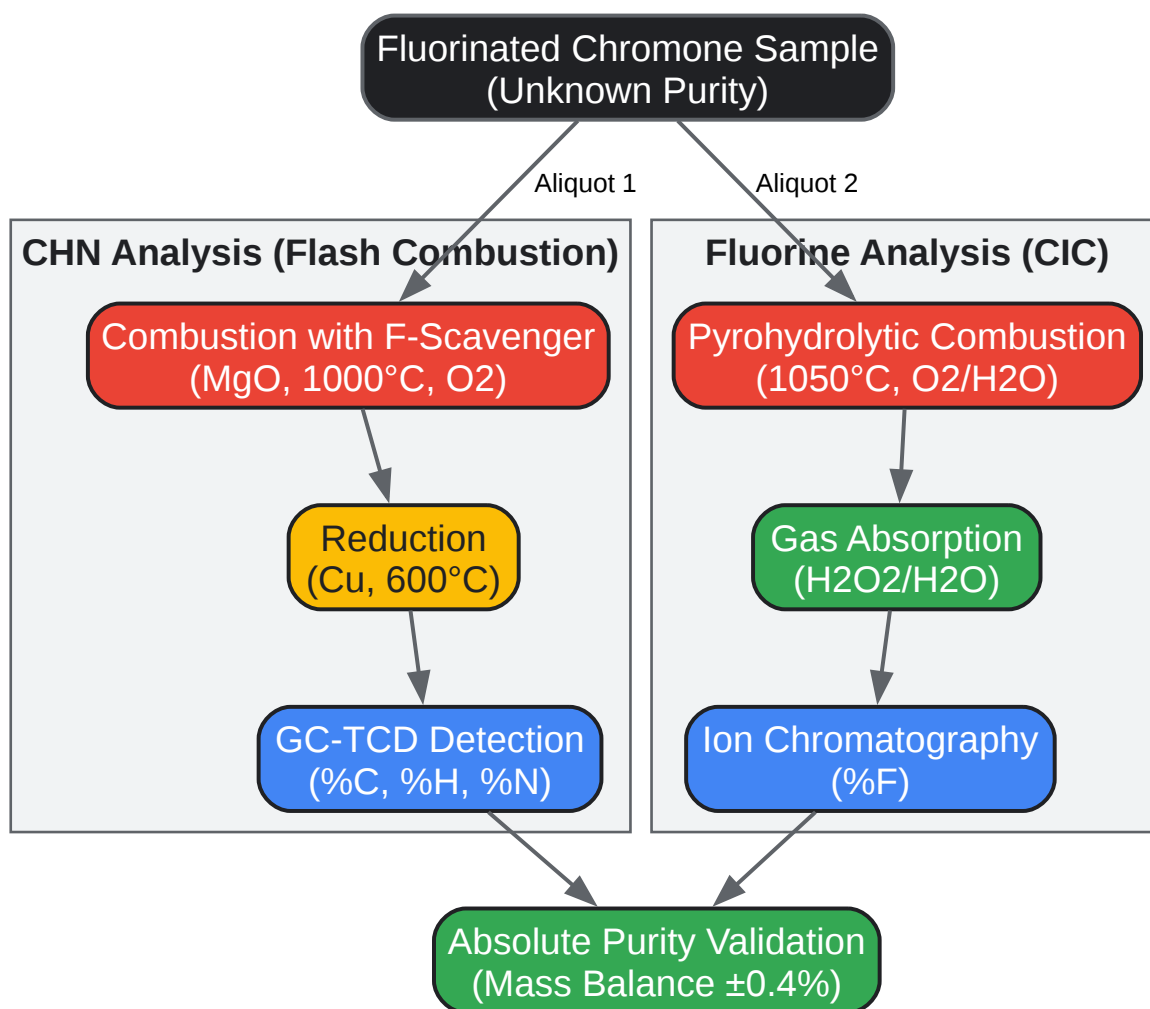 Fluorinated Chromone Sample
(Unknown Purity)
Aliquot 1
Aliquot 2
CHN Analysis (Flash Combustion)
Combustion with F-Scavenger
(MgO, 1000°C, O2)
Reduction
(Cu, 600°C)
GC-TCD Detection
(%C, %H, %N)
Fluorine Analysis (CIC)
Pyrohydrolytic Combustion
(1050°C, O2/H2O)
Gas Absorption
(H2O2/H2O)
Ion Chromatography
(%F)
Absolute Purity Validation
(Mass Balance ±0.4%)